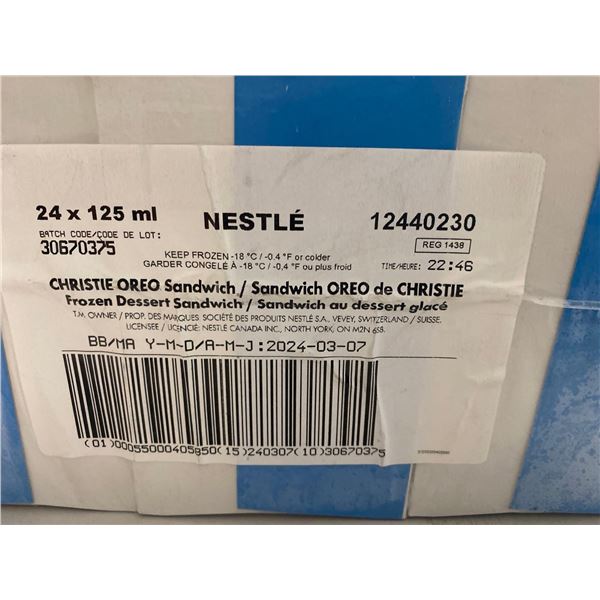 24 x 125 ml NESTLÉ 12440230
BATCH CODE/CODE DE LOT:
30670375
REG 1438
KEEP FROZEN -18 °C / -0.4 °F or colder
GARDER CONGELÉ À -18 °C / -0,4 °F ou plus froid
TIME/HEURE: 22:46
CHRISTIE OREO Sandwich / Sandwich OREO de CHRISTIE
Frozen Dessert Sandwich / Sandwich au dessert glacé
T.M. OWNER / PROP. DES MARQUES: SOCIÉTÉ DES PRODUITS NESTLÉ S.A., VEVEY, SWITZERLAND / SUISSE.
LICENSEE / LICENCIÉ: NESTLÉ CANADA INC., NORTH YORK, ON M2N 6S8.
BB/MA Y-M-D/A-M-J:2024-03-07
(01)00055000405850(15)240307(10)30670375